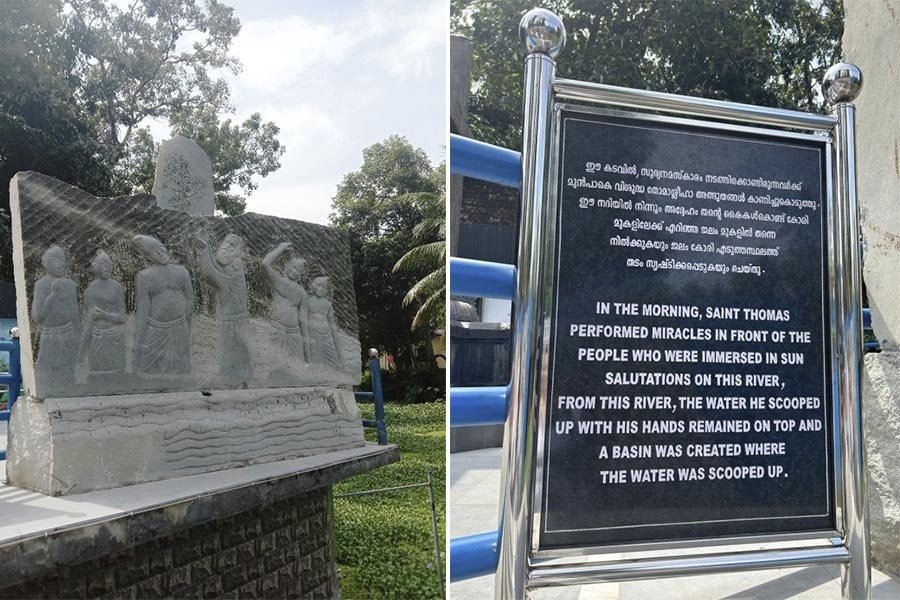 ഈ കടവിൽ, സൂര്യനമസ്കാരം നടത്തിക്കൊണ്ടിരുന്നവർക്ക്
മുൻപാകെ വിശുദ്ധ തോമാശ്ലീഹാ അത്ഭുതങ്ങൾ കാണിച്ചുകൊടുത്തു.
ഈ നദിയിൽ നിന്നും അദ്ദേഹം തന്റെ കൈകൾകൊണ്ട് കോരി
മുകളിലേക്ക് എറിഞ്ഞ ജലം മുകളിൽ തന്നെ
നിൽക്കുകയും ജലം കോരി എടുത്തസ്ഥലത്ത്
തടം സൃഷ്ടിക്കപ്പെടുകയും ചെയ്തു.
IN THE MORNING, SAINT THOMAS
PERFORMED MIRACLES IN FRONT OF THE
PEOPLE WHO WERE IMMERSED IN SUN
SALUTATIONS ON THIS RIVER,
FROM THIS RIVER, THE WATER HE SCOOPED
UP WITH HIS HANDS REMAINED ON TOP AND
A BASIN WAS CREATED WHERE
THE WATER WAS SCOOPED UP.